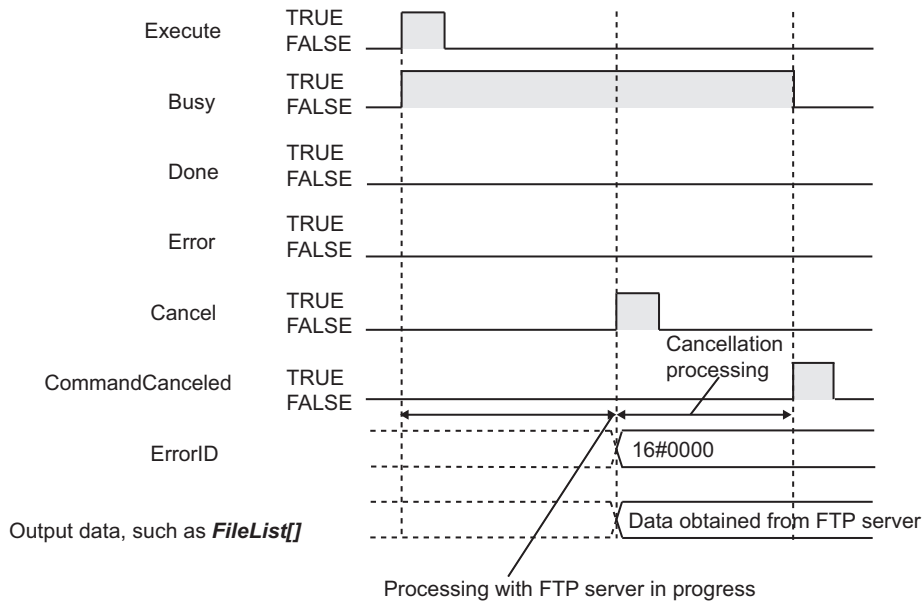 Execute
TRUE
FALSE
Busy
TRUE
FALSE
Done
TRUE
FALSE
Error
TRUE
FALSE
Cancel
TRUE
FALSE
Cancellation
processing
CommandCanceled
TRUE
FALSE
ErrorID
16#0000
Output data, such as FileList[]
Data obtained from FTP server
Processing with FTP server in progress